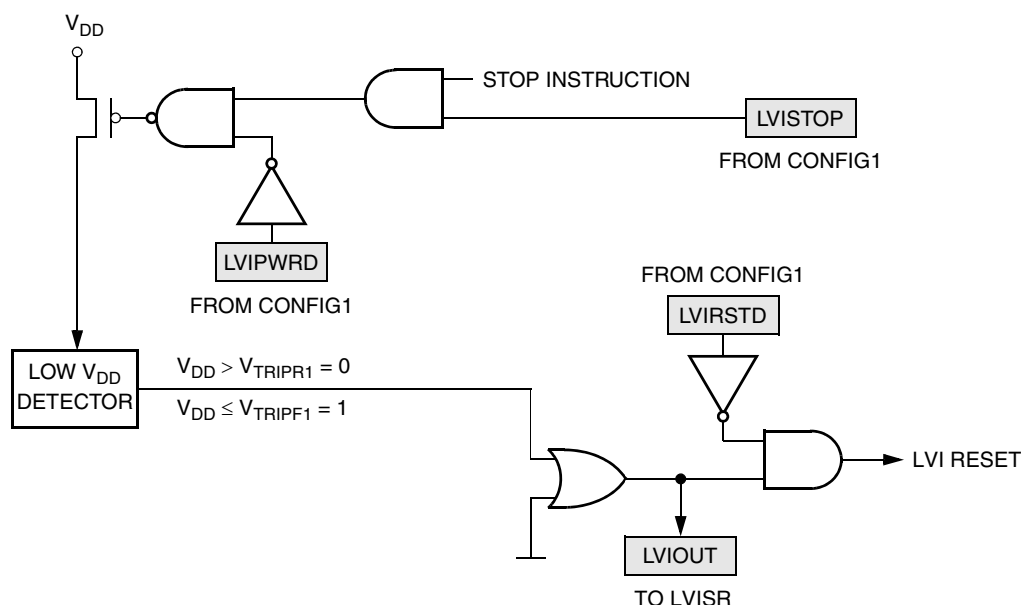 VDD
STOP INSTRUCTION
LVISTOP
FROM CONFIG1
LVIPWRD
FROM CONFIG1
FROM CONFIG1
LVIRSTD
LOW VDD
DETECTOR
VDD > VTRIPR1 = 0
VDD ≤ VTRIPF1 = 1
LVI RESET
LVIOUT
TO LVISR